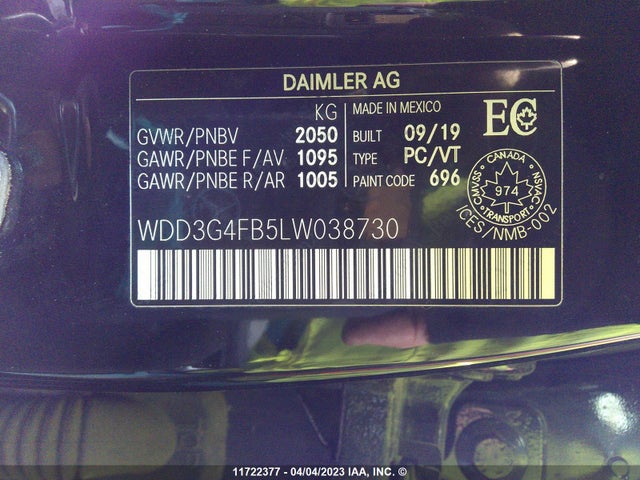 DAIMLER AG
KG
GVWR/PNBV 2050
GAWR/PNBE F/AV 1095
GAWR/PNBE R/AR 1005
MADE IN MEXICO
BUILT 09/19
TYPE PC/VT
PAINT CODE 696
EC
CANADA
CMVSS NSVAC
974
TRANSPORT
ICES/NMB-002
WDD3G4FB5LW038730
11722377 - 04/04/2023 IAA, INC. ©